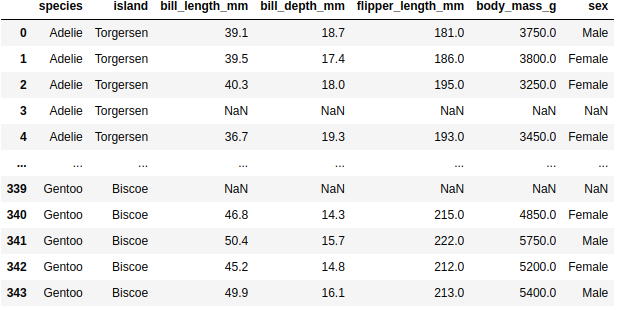 species island bill_length_mm bill_depth_mm flipper_length_mm body_mass_g sex
0 Adelie Torgersen 39.1 18.7 181.0 3750.0 Male
1 Adelie Torgersen 39.5 17.4 186.0 3800.0 Female
2 Adelie Torgersen 40.3 18.0 195.0 3250.0 Female
3 Adelie Torgersen NaN NaN NaN NaN NaN
4 Adelie Torgersen 36.7 19.3 193.0 3450.0 Female
... ... ... ... ... ... ... ...
339 Gentoo Biscoe NaN NaN NaN NaN NaN
340 Gentoo Biscoe 46.8 14.3 215.0 4850.0 Female
341 Gentoo Biscoe 50.4 15.7 222.0 5750.0 Male
342 Gentoo Biscoe 45.2 14.8 212.0 5200.0 Female
343 Gentoo Biscoe 49.9 16.1 213.0 5400.0 Male